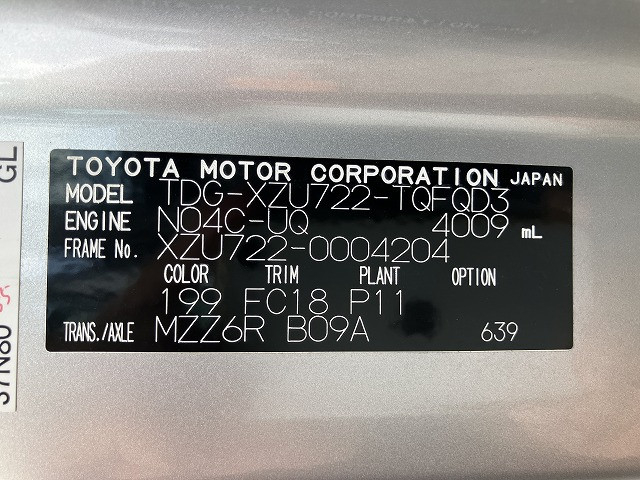 TOYOTA MOTOR CORPORATION JAPAN
MODEL TDG-XZU722-TQFQD3
ENGINE N04C-UQ 4009 mL
FRAME No. XZU722-0004204
COLOR TRIM PLANT OPTION
199 FC18 P11
TRANS./AXLE MZZ6R B09A 639
GL
37N80